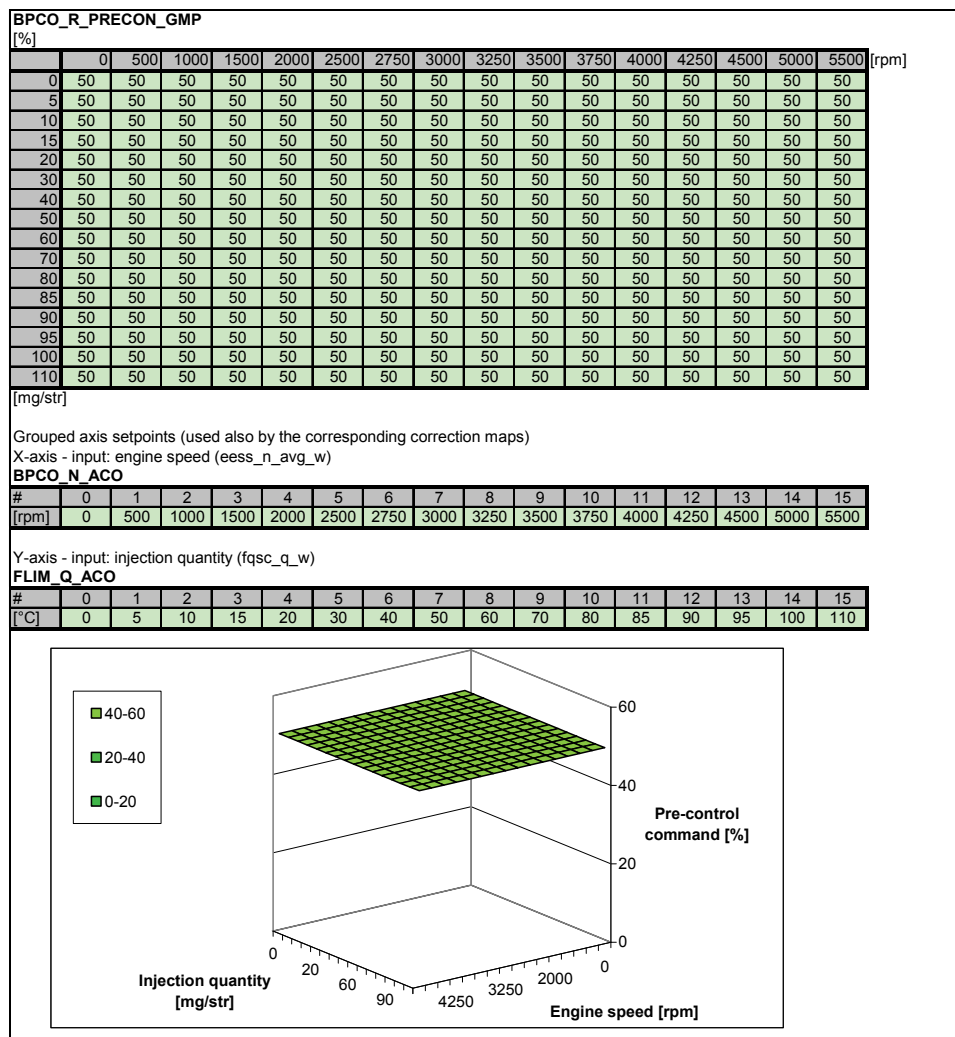 BPCO_R_PRECON_GMP
[%]
0 500 1000 1500 2000 2500 2750 3000 3250 3500 3750 4000 4250 4500 5000 5500 [rpm]
0 50 50 50 50 50 50 50 50 50 50 50 50 50 50 50 50
5 50 50 50 50 50 50 50 50 50 50 50 50 50 50 50 50
10 50 50 50 50 50 50 50 50 50 50 50 50 50 50 50 50
15 50 50 50 50 50 50 50 50 50 50 50 50 50 50 50 50
20 50 50 50 50 50 50 50 50 50 50 50 50 50 50 50 50
30 50 50 50 50 50 50 50 50 50 50 50 50 50 50 50 50
40 50 50 50 50 50 50 50 50 50 50 50 50 50 50 50 50
50 50 50 50 50 50 50 50 50 50 50 50 50 50 50 50 50
60 50 50 50 50 50 50 50 50 50 50 50 50 50 50 50 50
70 50 50 50 50 50 50 50 50 50 50 50 50 50 50 50 50
80 50 50 50 50 50 50 50 50 50 50 50 50 50 50 50 50
85 50 50 50 50 50 50 50 50 50 50 50 50 50 50 50 50
90 50 50 50 50 50 50 50 50 50 50 50 50 50 50 50 50
95 50 50 50 50 50 50 50 50 50 50 50 50 50 50 50 50
100 50 50 50 50 50 50 50 50 50 50 50 50 50 50 50 50
110 50 50 50 50 50 50 50 50 50 50 50 50 50 50 50 50
[mg/str]
Grouped axis setpoints (used also by the corresponding correction maps)
X-axis - input: engine speed (eess_n_avg_w)
BPCO_N_ACO
# 0 1 2 3 4 5 6 7 8 9 10 11 12 13 14 15
[rpm] 0 500 1000 1500 2000 2500 2750 3000 3250 3500 3750 4000 4250 4500 5000 5500
Y-axis - input: injection quantity (fqsc_q_w)
FLIM_Q_ACO
# 0 1 2 3 4 5 6 7 8 9 10 11 12 13 14 15
[°C] 0 5 10 15 20 30 40 50 60 70 80 85 90 95 100 110
40-60
20-40
0-20
60
40
20
0
Pre-control
command [%]
0
20
60
90
Injection quantity
[mg/str]
4250
3250
2000
0
Engine speed [rpm]